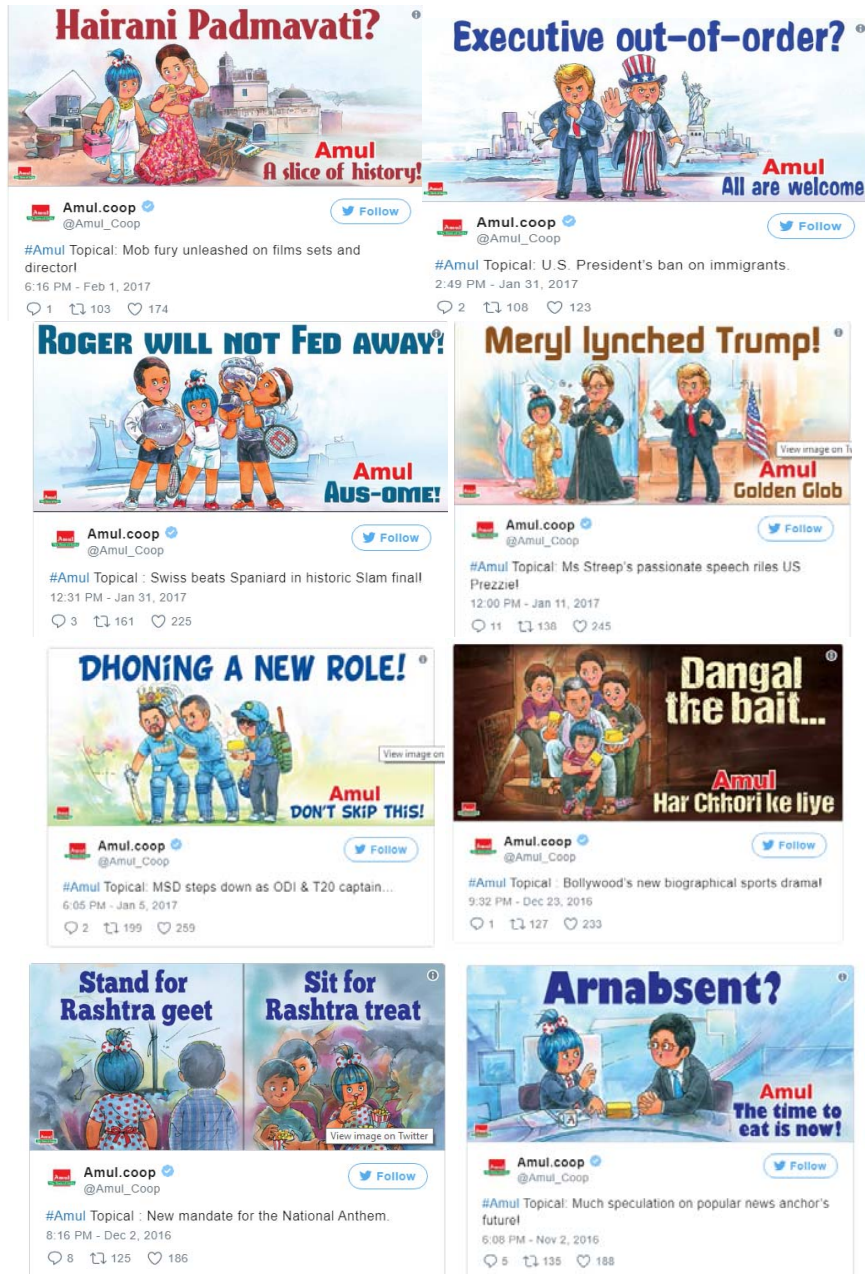 Hairani Padmavati?
Amul
A slice of history!
Amul
Amul.coop
@Amul_Coop
Follow
#Amul Topical: Mob fury unleashed on films sets and
director!
6:16 PM - Feb 1, 2017
1 103 174
Executive out-of-order?
Amul
All are welcome
Amul
Amul.coop
@Amul_Coop
Follow
#Amul Topical: U.S. President's ban on immigrants.
2:49 PM - Jan 31, 2017
2 108 123
ROGER WILL NOT FED AWAY!
Amul
AUS-OME!
Amul
Amul.coop
@Amul_Coop
Follow
#Amul Topical : Swiss beats Spaniard in historic Slam final!
12:31 PM - Jan 31, 2017
3 161 225
Meryl lynched Trump!
View image on Tw
Amul
Golden Glob
Amul
Amul.coop
@Amul_Coop
Follow
#Amul Topical: Ms Streep's passionate speech riles US
Prezzie!
12:00 PM - Jan 11, 2017
11 138 245
DHONiNG A NEW ROLE!
View image on
Amul
DON'T SKiP THiS!
Amul
Amul.coop
@Amul_Coop
Follow
#Amul Topical: MSD steps down as ODI & T20 captain...
6:05 PM - Jan 5, 2017
2 199 259
Dangal
the bait...
Amul
Har Chhori ke liye
Amul
Amul.coop
@Amul_Coop
Follow
#Amul Topical : Bollywood's new biographical sports drama!
9:32 PM - Dec 23, 2016
1 127 233
Stand for
Rashtra geet
Sit for
Rashtra treat
View image on Twitter
Amul
Amul.coop
@Amul_Coop
Follow
#Amul Topical : New mandate for the National Anthem.
8:16 PM - Dec 2, 2016
8 125 186
Arnabsent?
A
Amul
The time to
eat is now!
Amul
Amul.coop
@Amul_Coop
Follow
#Amul Topical: Much speculation on popular news anchor's
future!
6:08 PM - Nov 2, 2016
5 135 188